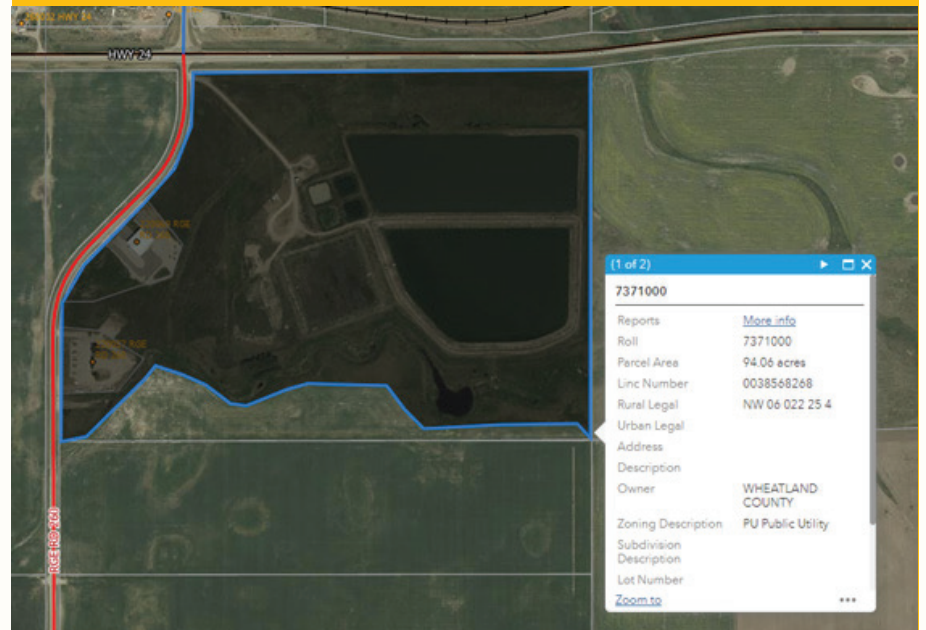 HWY 24
(1 of 2)
7371000
Reports More info
Roll 7371000
Parcel Area 94.06 acres
Linc Number 0038568268
Rural Legal NW 06 022 25 4
Urban Legal
Address
Description
Owner WHEATLAND
COUNTY
Zoning Description PU Public Utility
Subdivision
Description
Lot Number
Zoom to
RGE RD 260